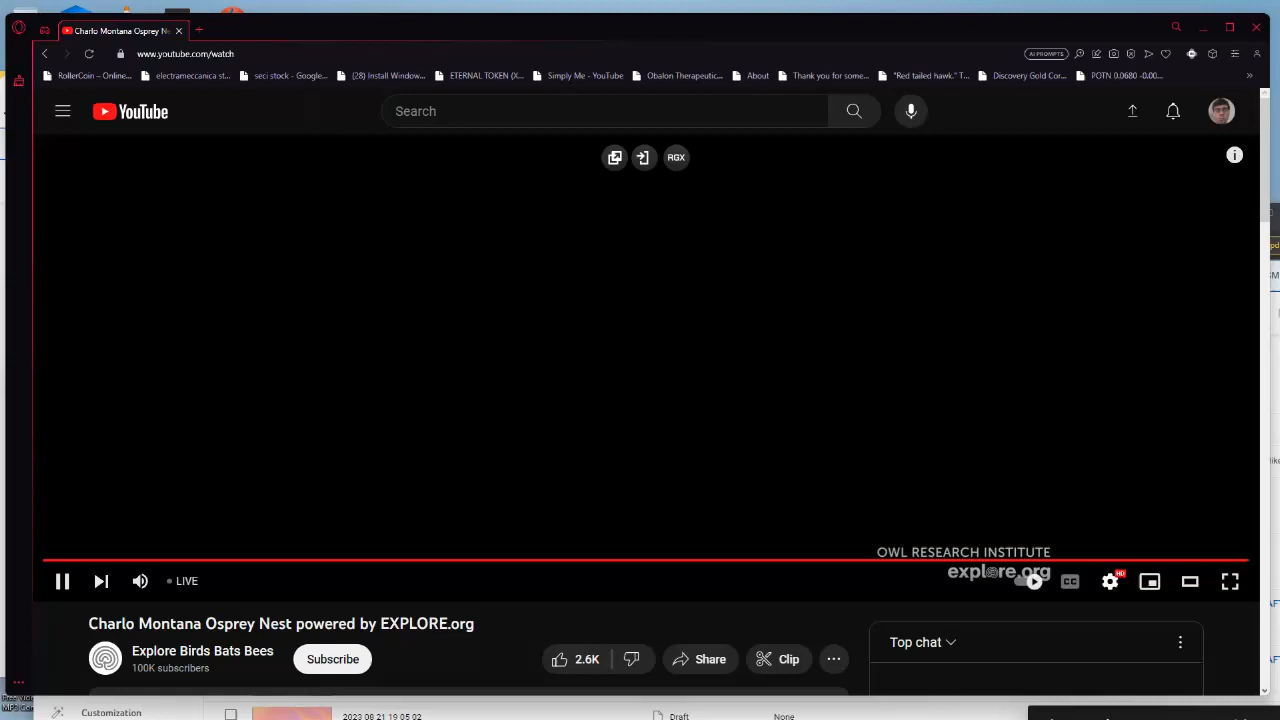 Charlo Montana Osprey Ne
www.youtube.com/watch
AI PROMPTS
RollerCoin – Online...
electrameccanica st...
seci stock - Google...
(28) Install Window...
ETERNAL TOKEN (X...
Simply Me - YouTube
Obalon Therapeutic...
About
Thank you for some...
"Red tailed hawk." T...
Discovery Gold Cor...
POTN 0.0680 -0.00...
YouTube
Search
RGX
OWL RESEARCH INSTITUTE
explore.org
LIVE
CC
HD
Charlo Montana Osprey Nest powered by EXPLORE.org
Explore Birds Bats Bees
100K subscribers
Subscribe
2.6K
Share
Clip
Top chat
Customization
2023 08 21 19 05 02
Draft
None